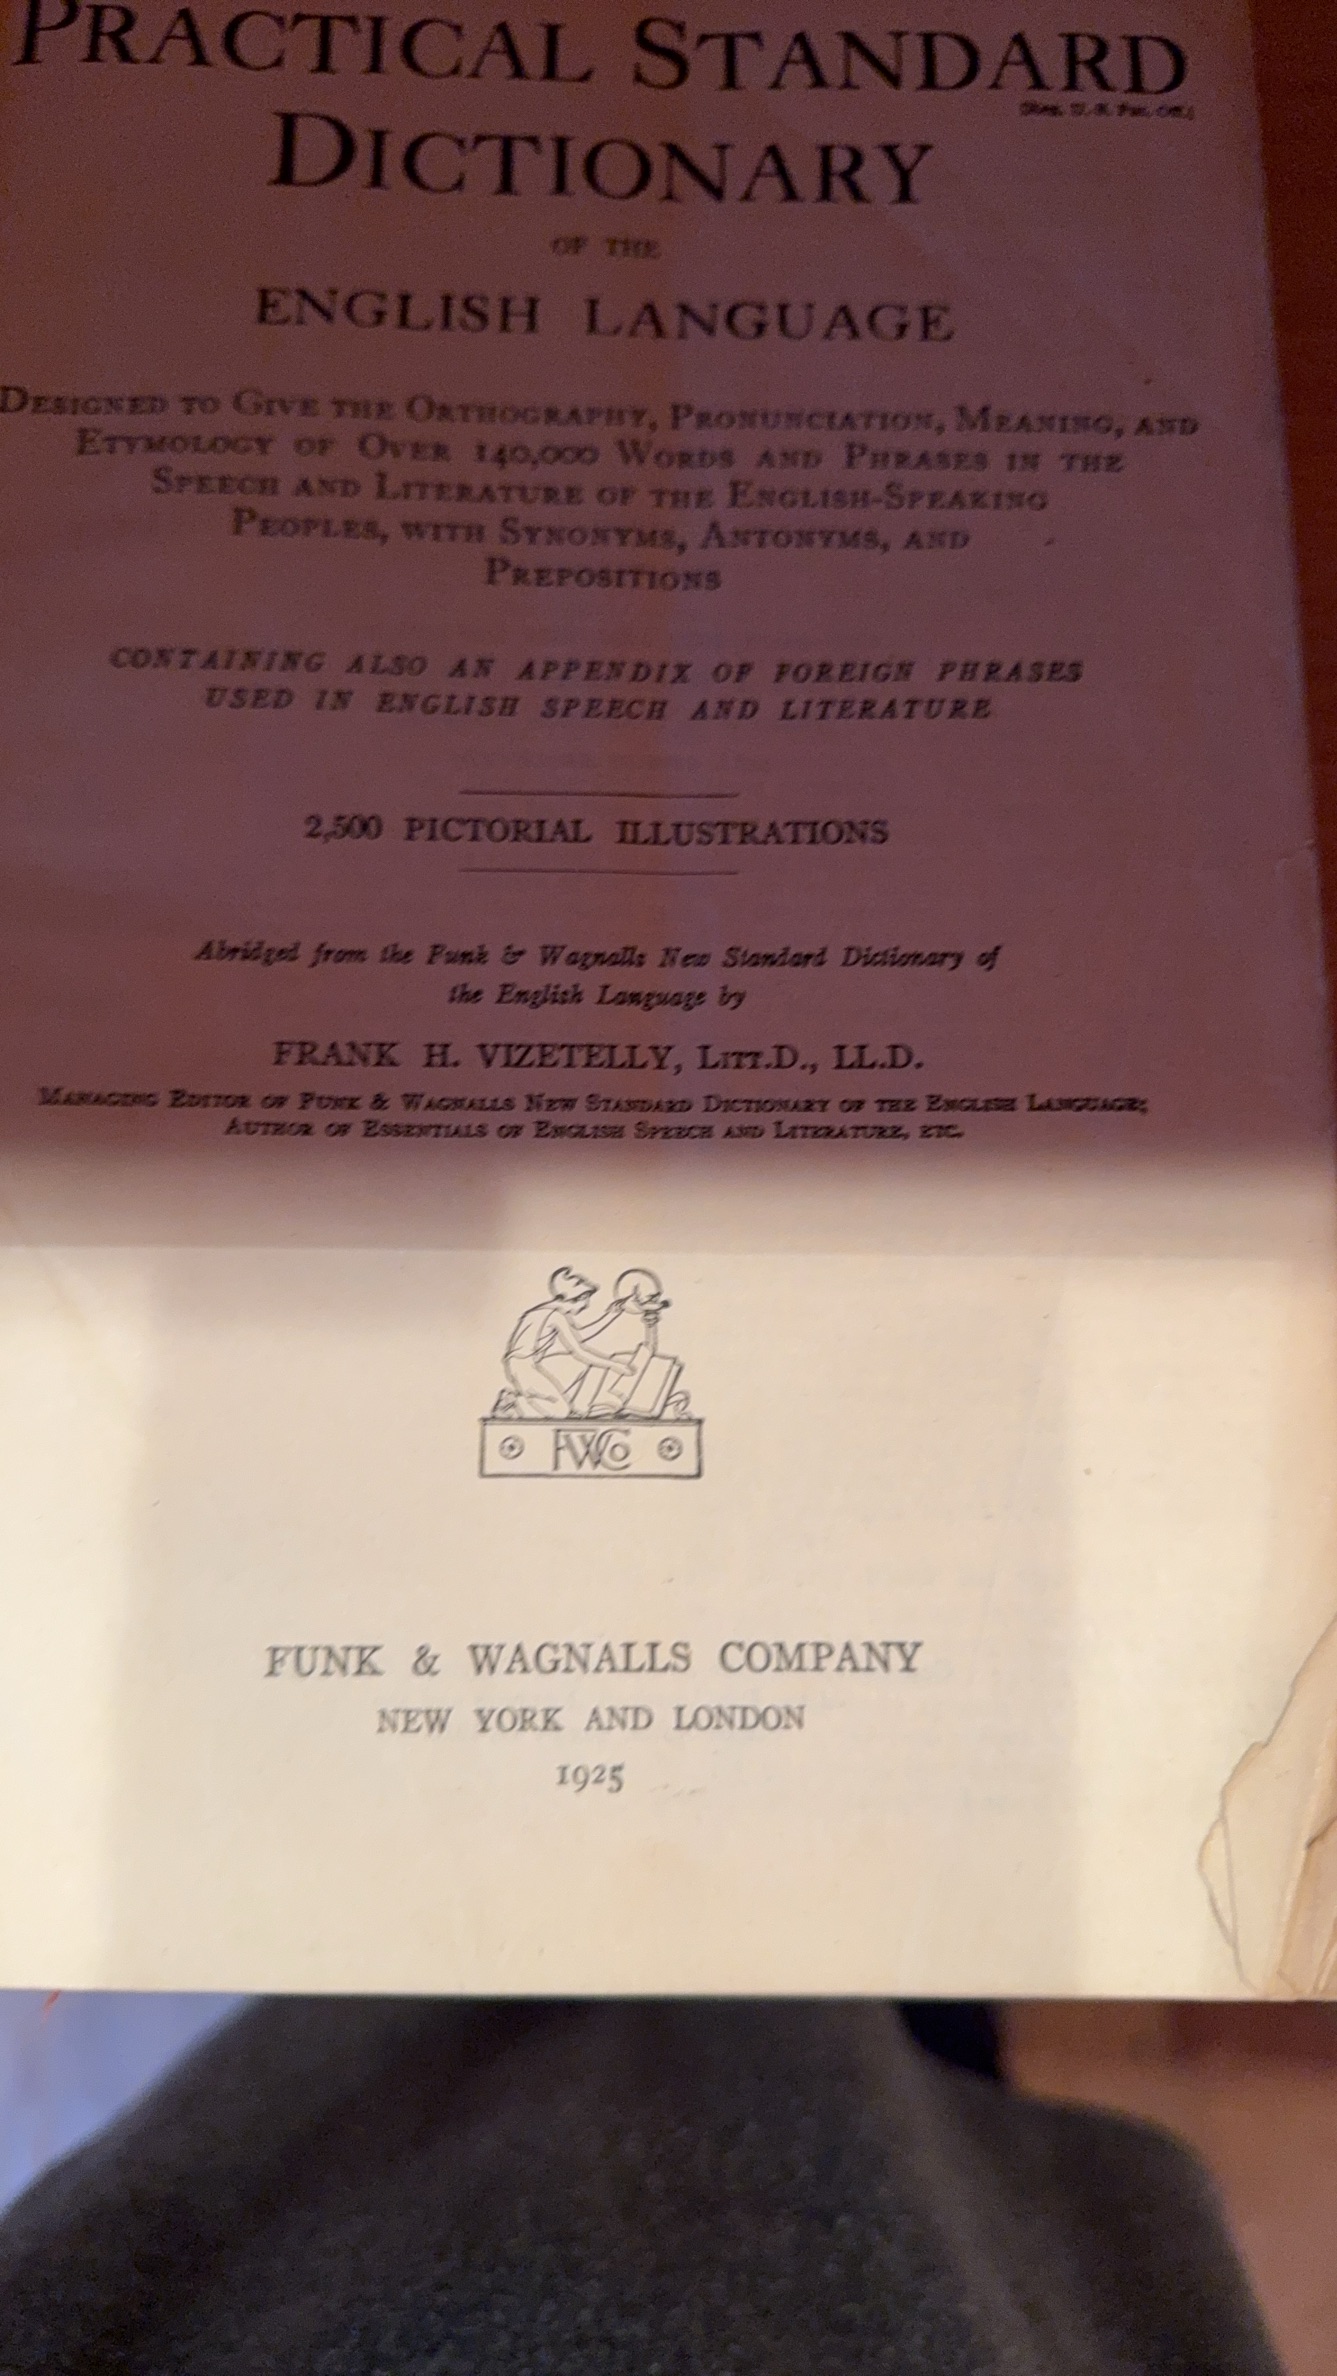 PRACTICAL STANDARD
[Reg. U. S. Pat. Off.]
DICTIONARY
OF THE
ENGLISH LANGUAGE
DESIGNED TO GIVE THE ORTHOGRAPHY, PRONUNCIATION, MEANING, AND
ETYMOLOGY OF OVER 140,000 WORDS AND PHRASES IN THE
SPEECH AND LITERATURE OF THE ENGLISH-SPEAKING
PEOPLES, WITH SYNONYMS, ANTONYMS, AND
PREPOSITIONS
CONTAINING ALSO AN APPENDIX OF FOREIGN PHRASES
USED IN ENGLISH SPEECH AND LITERATURE
2,500 PICTORIAL ILLUSTRATIONS
Abridged from the Funk & Wagnalls New Standard Dictionary of
the English Language by
FRANK H. VIZETELLY, LITT.D., LL.D.
MANAGING EDITOR OF FUNK & WAGNALLS NEW STANDARD DICTIONARY OF THE ENGLISH LANGUAGE;
AUTHOR OF ESSENTIALS OF ENGLISH SPEECH AND LITERATURE, ETC.
FWCo
FUNK & WAGNALLS COMPANY
NEW YORK AND LONDON
1925